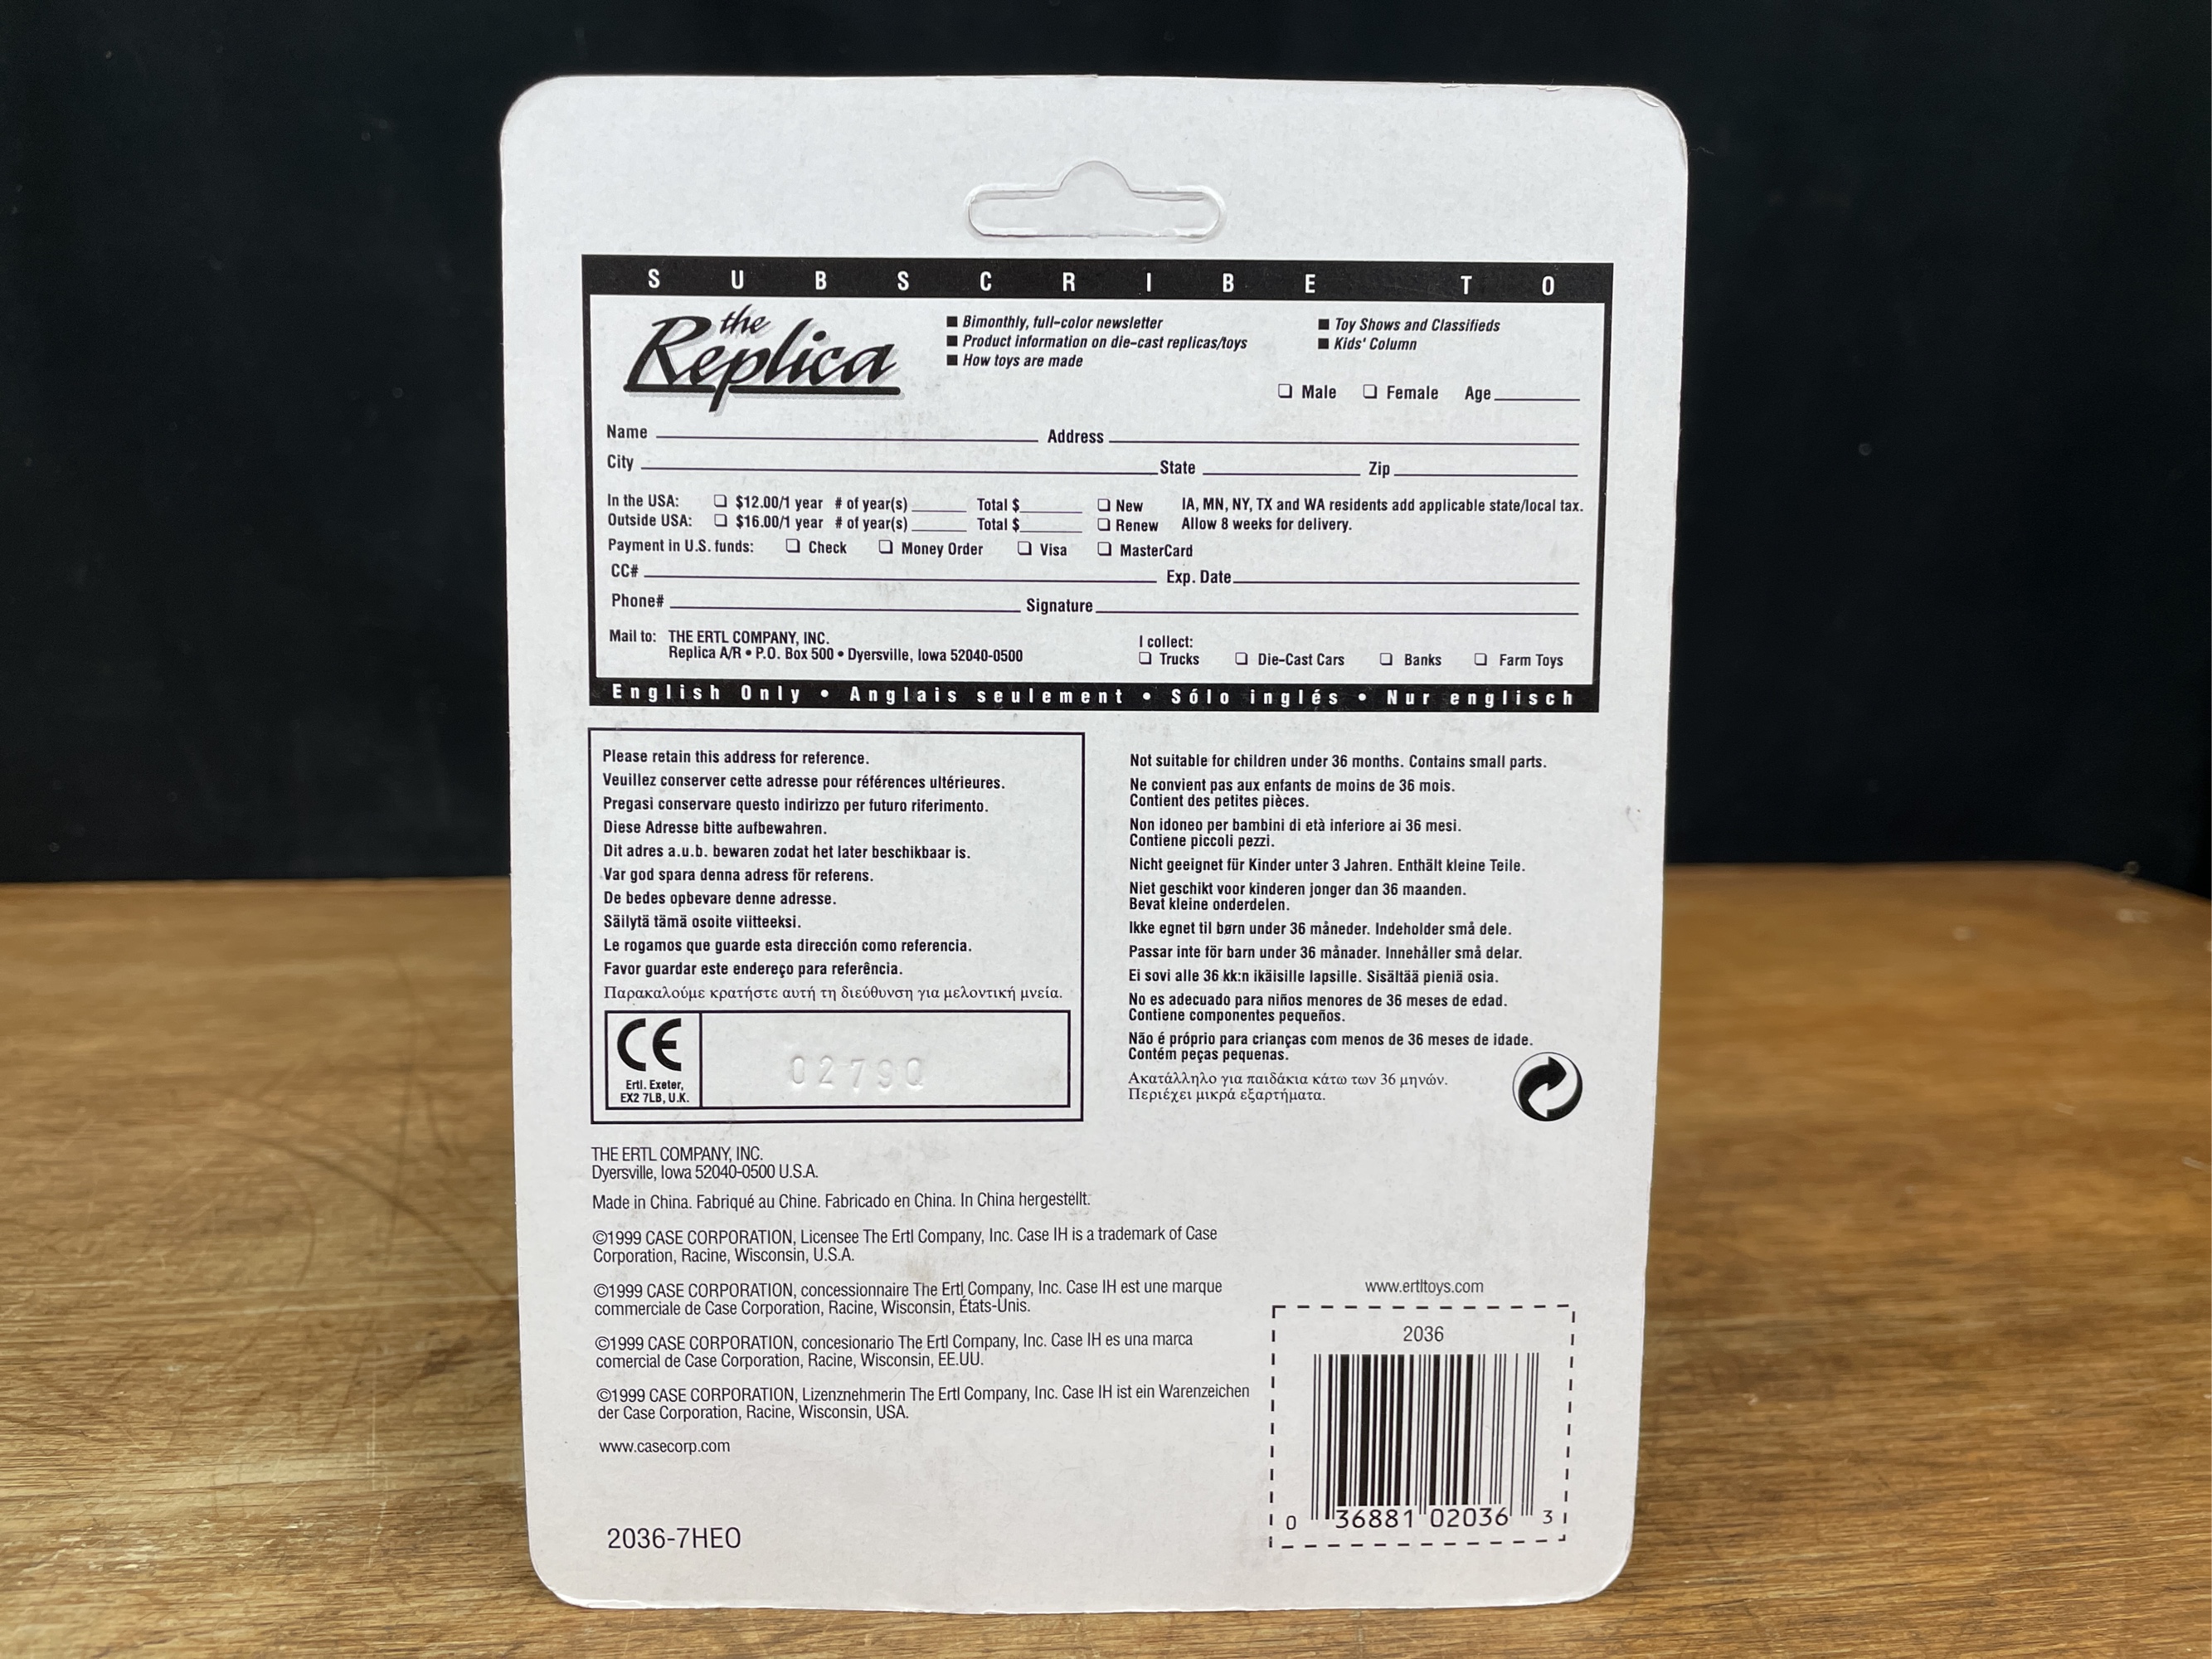 SUBSCRIBE TO
the Replica
■ Bimonthly, full-color newsletter
■ Product information on die-cast replicas/toys
■ How toys are made
■ Toy Shows and Classifieds
■ Kids' Column
❏ Male ❏ Female Age
Name Address
City State Zip
In the USA: ❏ $12.00/1 year # of year(s) Total $ ❏ New IA, MN, NY, TX and WA residents add applicable state/local tax.
Outside USA: ❏ $16.00/1 year # of year(s) Total $ ❏ Renew Allow 8 weeks for delivery.
Payment in U.S. funds: ❏ Check ❏ Money Order ❏ Visa ❏ MasterCard
CC# Exp. Date
Phone# Signature
Mail to: THE ERTL COMPANY, INC.
Replica A/R • P.O. Box 500 • Dyersville, Iowa 52040-0500
I collect:
❏ Trucks ❏ Die-Cast Cars ❏ Banks ❏ Farm Toys
English Only • Anglais seulement • Sólo inglés • Nur englisch
Please retain this address for reference.
Veuillez conserver cette adresse pour références ultérieures.
Pregasi conservare questo indirizzo per futuro riferimento.
Diese Adresse bitte aufbewahren.
Dit adres a.u.b. bewaren zodat het later beschikbaar is.
Var god spara denna adress för referens.
De bedes opbevare denne adresse.
Säilytä tämä osoite viitteeksi.
Le rogamos que guarde esta dirección como referencia.
Favor guardar este endereço para referência.
Παρακαλούμε κρατήστε αυτή τη διεύθυνση για μελοντική μνεία.
CE
Ertl. Exeter,
EX2 7LB, U.K.
02790
Not suitable for children under 36 months. Contains small parts.
Ne convient pas aux enfants de moins de 36 mois.
Contient des petites pièces.
Non idoneo per bambini di età inferiore ai 36 mesi.
Contiene piccoli pezzi.
Nicht geeignet für Kinder unter 3 Jahren. Enthält kleine Teile.
Niet geschikt voor kinderen jonger dan 36 maanden.
Bevat kleine onderdelen.
Ikke egnet til børn under 36 måneder. Indeholder små dele.
Passar inte för barn under 36 månader. Innehåller små delar.
Ei sovi alle 36 kk:n ikäisille lapsille. Sisältää pieniä osia.
No es adecuado para niños menores de 36 meses de edad.
Contiene componentes pequeños.
Não é próprio para crianças com menos de 36 meses de idade.
Contém peças pequenas.
Ακατάλληλο για παιδάκια κάτω των 36 μηνών.
Περιέχει μικρά εξαρτήματα.
THE ERTL COMPANY, INC.
Dyersville, Iowa 52040-0500 U.S.A.
Made in China. Fabriqué au Chine. Fabricado en China. In China hergestellt.
©1999 CASE CORPORATION, Licensee The Ertl Company, Inc. Case IH is a trademark of Case
Corporation, Racine, Wisconsin, U.S.A.
©1999 CASE CORPORATION, concessionnaire The Ertl Company, Inc. Case IH est une marque
commerciale de Case Corporation, Racine, Wisconsin, États-Unis.
©1999 CASE CORPORATION, concesionario The Ertl Company, Inc. Case IH es una marca
comercial de Case Corporation, Racine, Wisconsin, EE.UU.
©1999 CASE CORPORATION, Lizenznehmerin The Ertl Company, Inc. Case IH ist ein Warenzeichen
der Case Corporation, Racine, Wisconsin, USA.
www.casecorp.com
2036-7HEO
www.ertltoys.com
2036
0 36881 02036 3